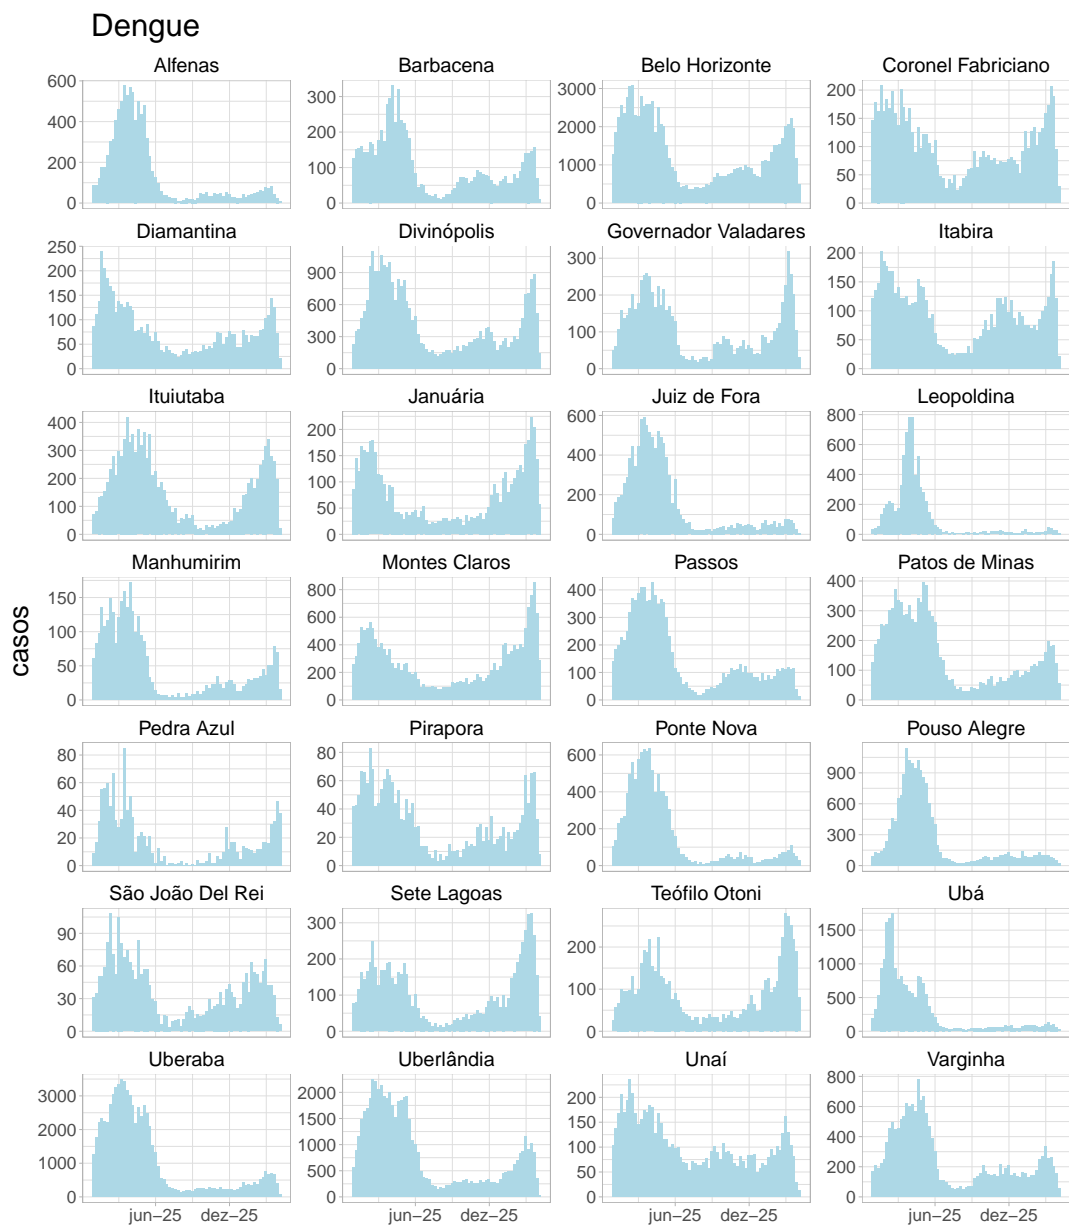 Dengue
Alfenas Barbacena Belo Horizonte Coronel Fabriciano
600 400 200 0
300 200 100 0
3000 2000 1000 0
200 150 100 50 0
Diamantina Divinópolis Governador Valadares Itabira
250 200 150 100 50 0
900 600 300 0
300 200 100 0
200 150 100 50 0
Ituiutaba Januária Juiz de Fora Leopoldina
400 300 200 100 0
200 150 100 50 0
600 400 200 0
800 600 400 200 0
Manhumirim Montes Claros Passos Patos de Minas
150 100 50 0
800 600 400 200 0
400 300 200 100 0
400 300 200 100 0
casos
Pedra Azul Pirapora Ponte Nova Pouso Alegre
80 60 40 20 0
80 60 40 20 0
600 400 200 0
900 600 300 0
São João Del Rei Sete Lagoas Teófilo Otoni Ubá
90 60 30 0
300 200 100 0
200 100 0
1500 1000 500 0
Uberaba Uberlândia Unaí Varginha
3000 2000 1000 0
2000 1500 1000 500 0
200 150 100 50 0
800 600 400 200 0
jun–25 dez–25 jun–25 dez–25 jun–25 dez–25 jun–25 dez–25